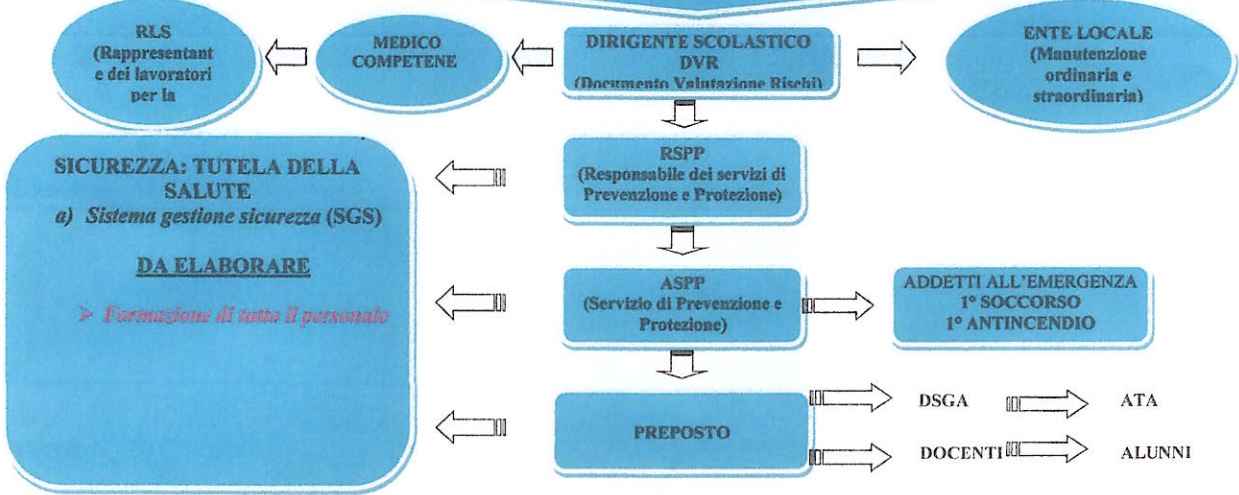 RLS
(Rappresentant
e dei lavoratori
per la
MEDICO
COMPETENE
DIRIGENTE SCOLASTICO
DVR
(Documento Valutazione Rischi)
ENTE LOCALE
(Manutenzione
ordinaria e
straordinaria)
SICUREZZA: TUTELA DELLA
SALUTE
a) Sistema gestione sicurezza (SGS)
DA ELABORARE
➢ Formazione di tutto il personale
RSPP
(Responsabile dei servizi di
Prevenzione e Protezione)
ASPP
(Servizio di Prevenzione e
Protezione)
ADDETTI ALL'EMERGENZA
1° SOCCORSO
1° ANTINCENDIO
PREPOSTO
DSGA
ATA
DOCENTI
ALUNNI